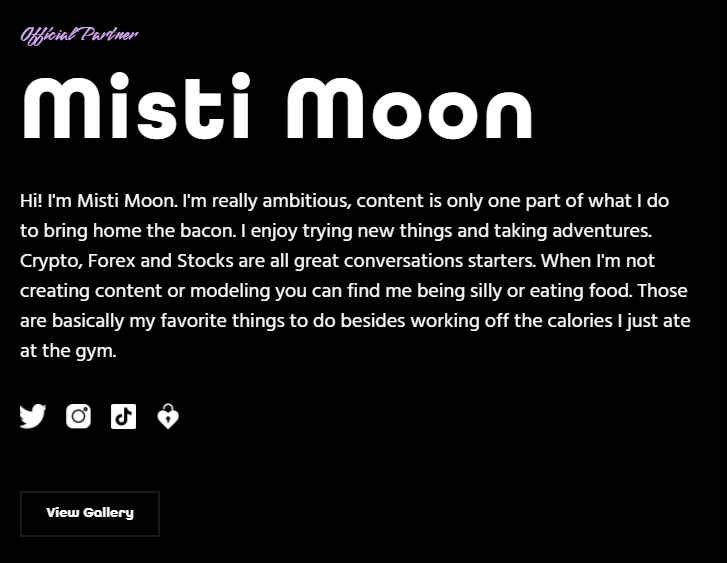 Official Partner
Misti Moon
Hi! I'm Misti Moon. I'm really ambitious, content is only one part of what I do
to bring home the bacon. I enjoy trying new things and taking adventures.
Crypto, Forex and Stocks are all great conversations starters. When I'm not
creating content or modeling you can find me being silly or eating food. Those
are basically my favorite things to do besides working off the calories I just ate
at the gym.
View Gallery